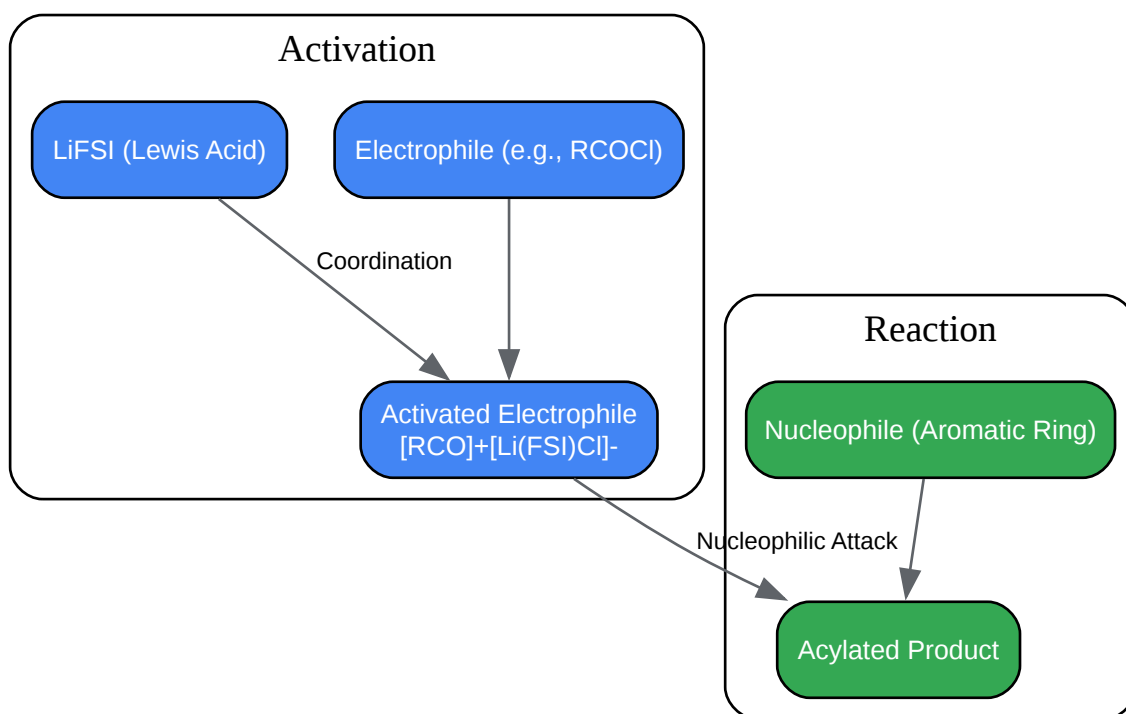 Activation
LiFSI (Lewis Acid)
Electrophile (e.g., RCOCl)
Coordination
Activated Electrophile
[RCO]+[Li(FSI)Cl]-
Reaction
Nucleophile (Aromatic Ring)
Nucleophilic Attack
Acylated Product